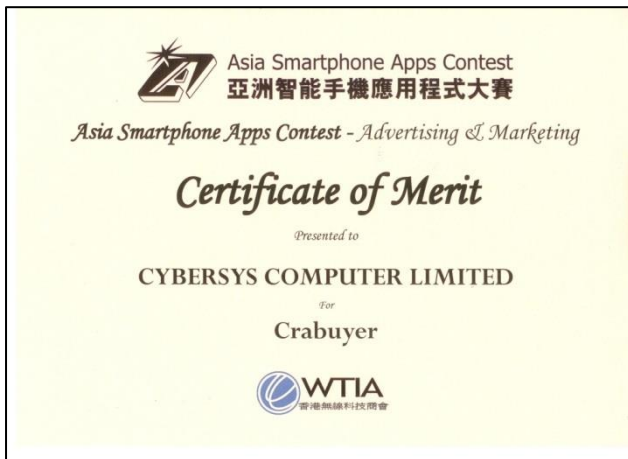 Asia Smartphone Apps Contest
亞洲智能手機應用程式大賽
Asia Smartphone Apps Contest - Advertising & Marketing
Certificate of Merit
Presented to
CYBERSYS COMPUTER LIMITED
For
Crabuyer
WTIA
香港無線科技商會